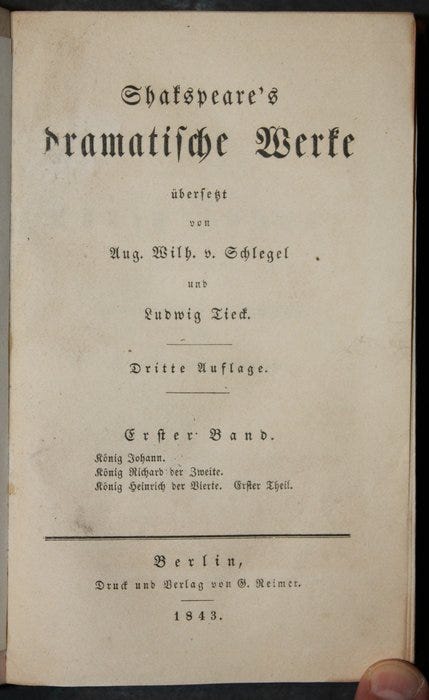 Shakspeare's
dramatische Werke
übersetzt
von
Aug. Wilh. v. Schlegel
und
Ludwig Tieck.
Dritte Auflage.
Erster Band.
König Johann.
König Richard der Zweite.
König Heinrich der Vierte. Erster Theil.
Berlin,
Druck und Verlag von G. Reimer.
1843.